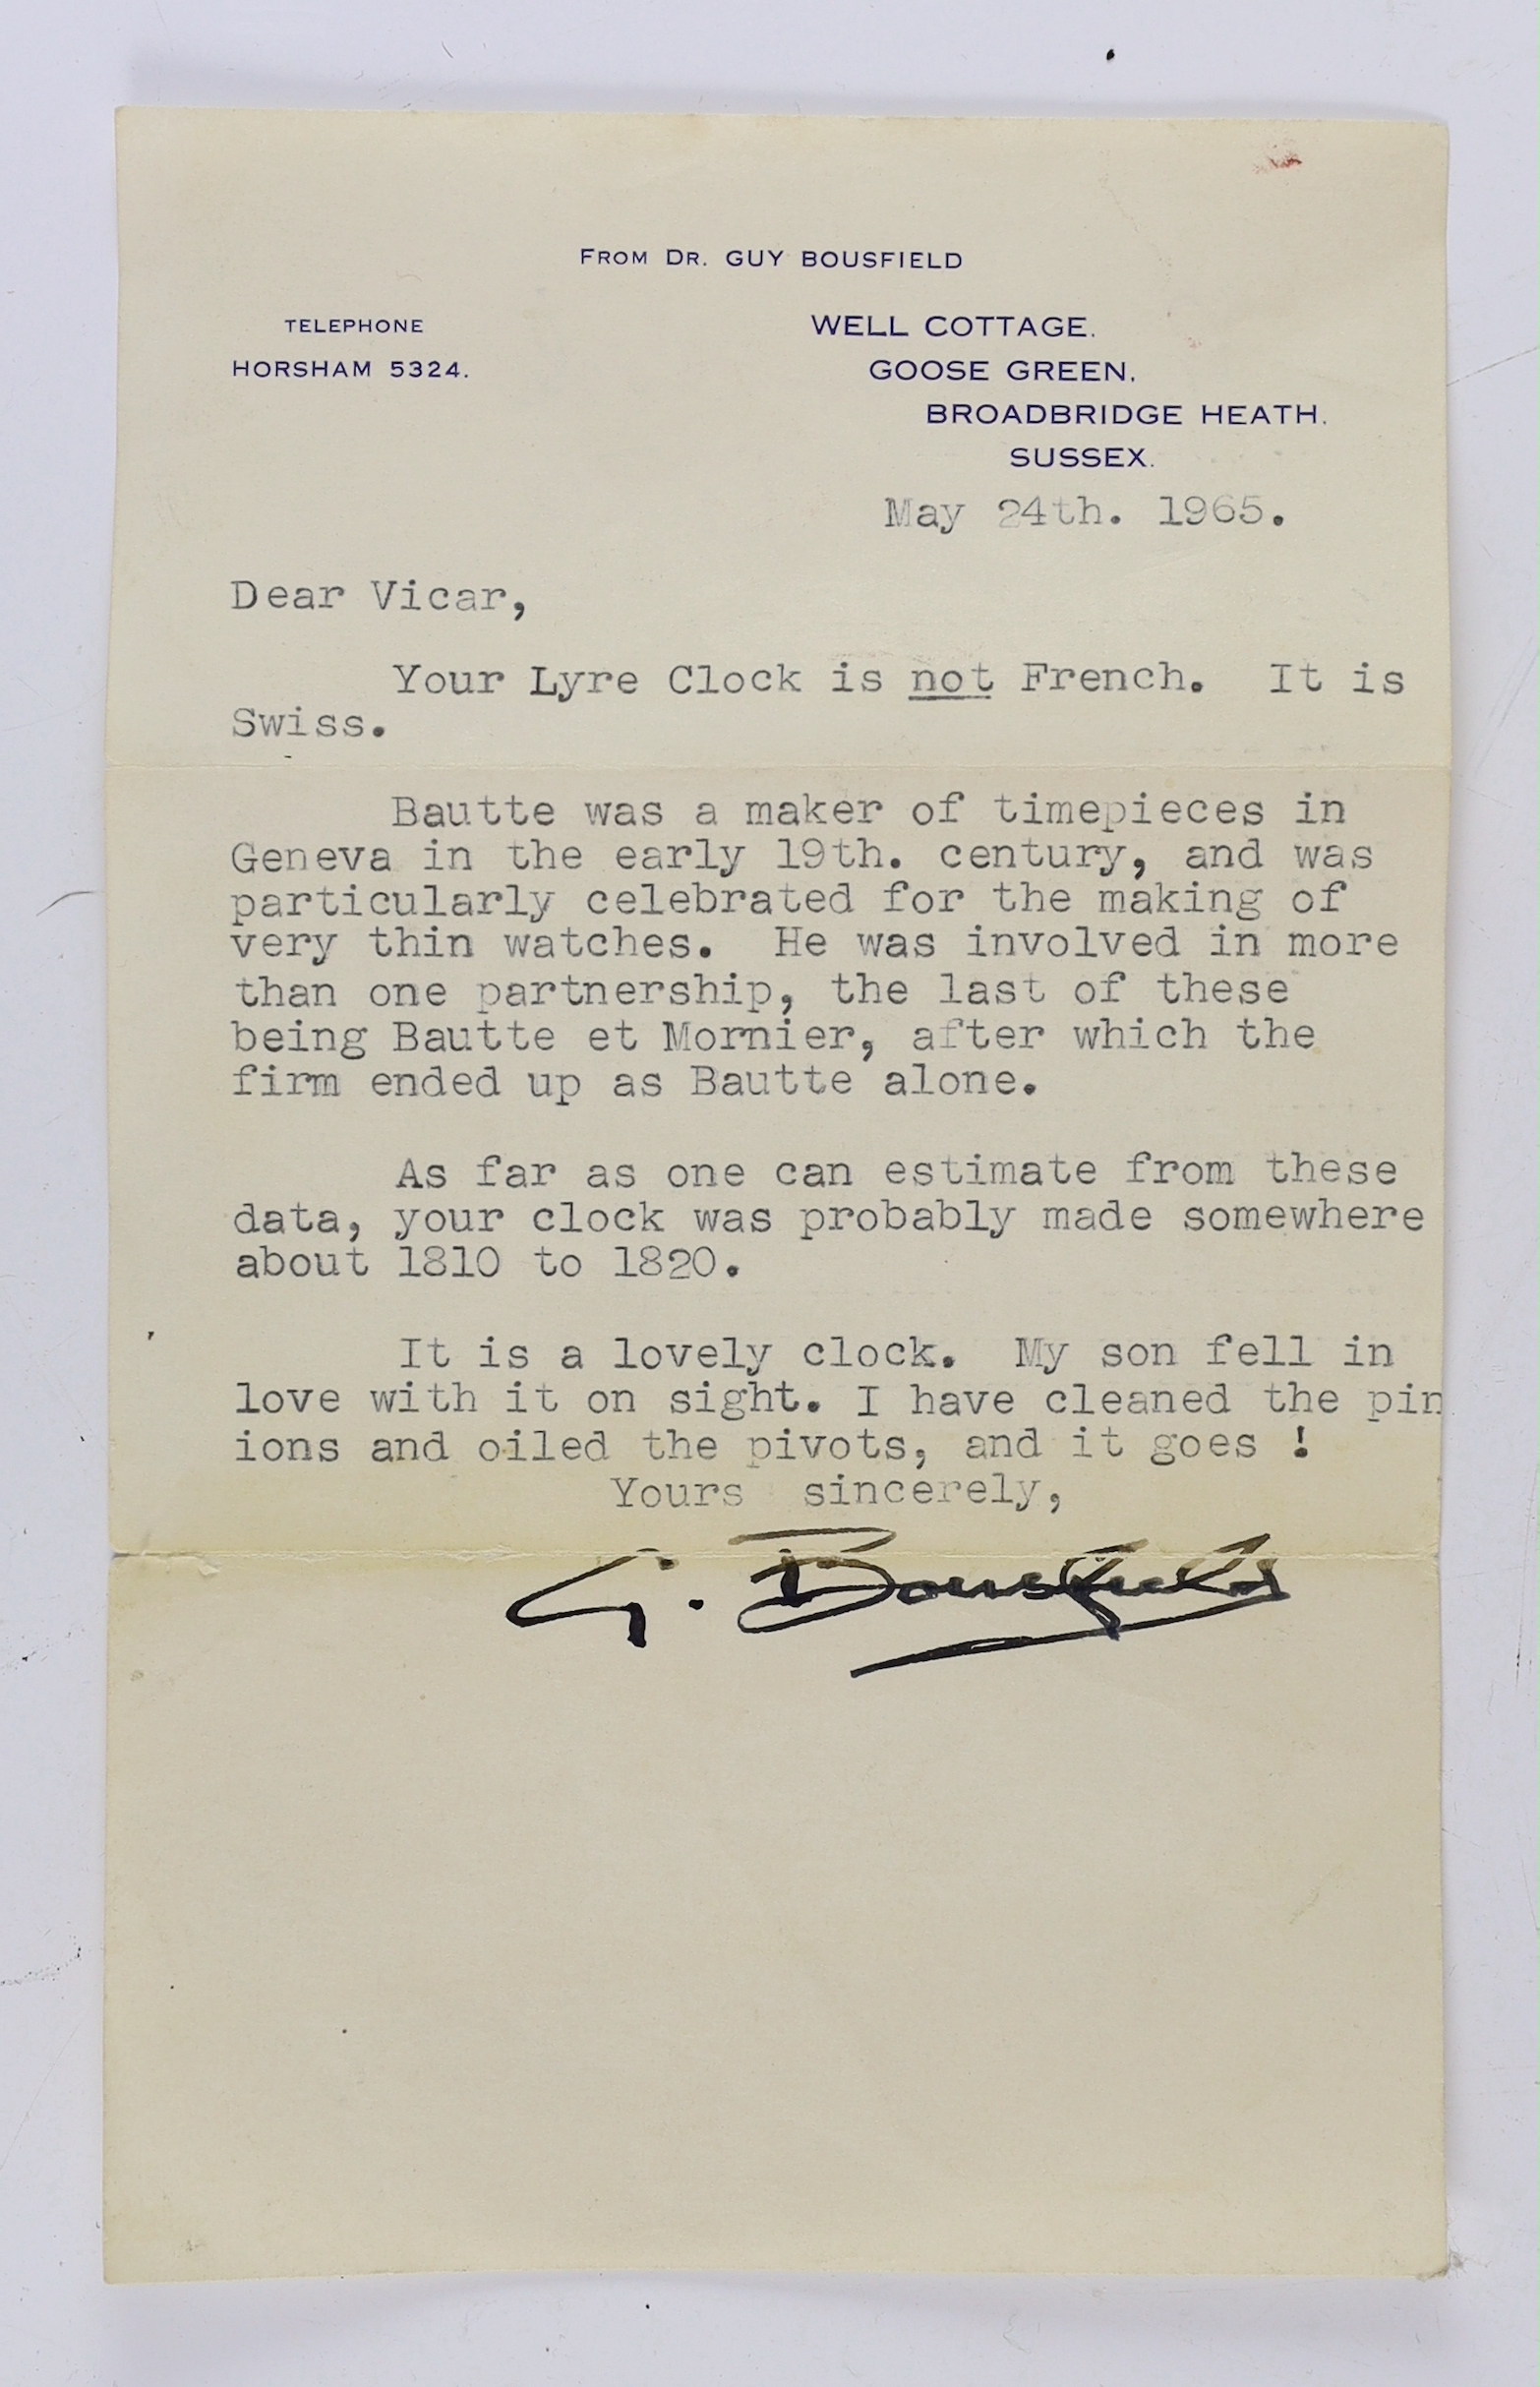 FROM DR. GUY BOUSFIELD
TELEPHONE
HORSHAM 5324.
WELL COTTAGE.
GOOSE GREEN,
BROADBRIDGE HEATH.
SUSSEX.
May 24th. 1965.
Dear Vicar,
Your Lyre Clock is not French. It is
Swiss.
Bautte was a maker of timepieces in
Geneva in the early 19th. century, and was
particularly celebrated for the making of
very thin watches. He was involved in more
than one partnership, the last of these
being Bautte et Mornier, after which the
firm ended up as Bautte alone.
As far as one can estimate from these
data, your clock was probably made somewhere
about 1810 to 1820.
It is a lovely clock. My son fell in
love with it on sight. I have cleaned the pin
ions and oiled the pivots, and it goes !
Yours sincerely,
G. Bousfield